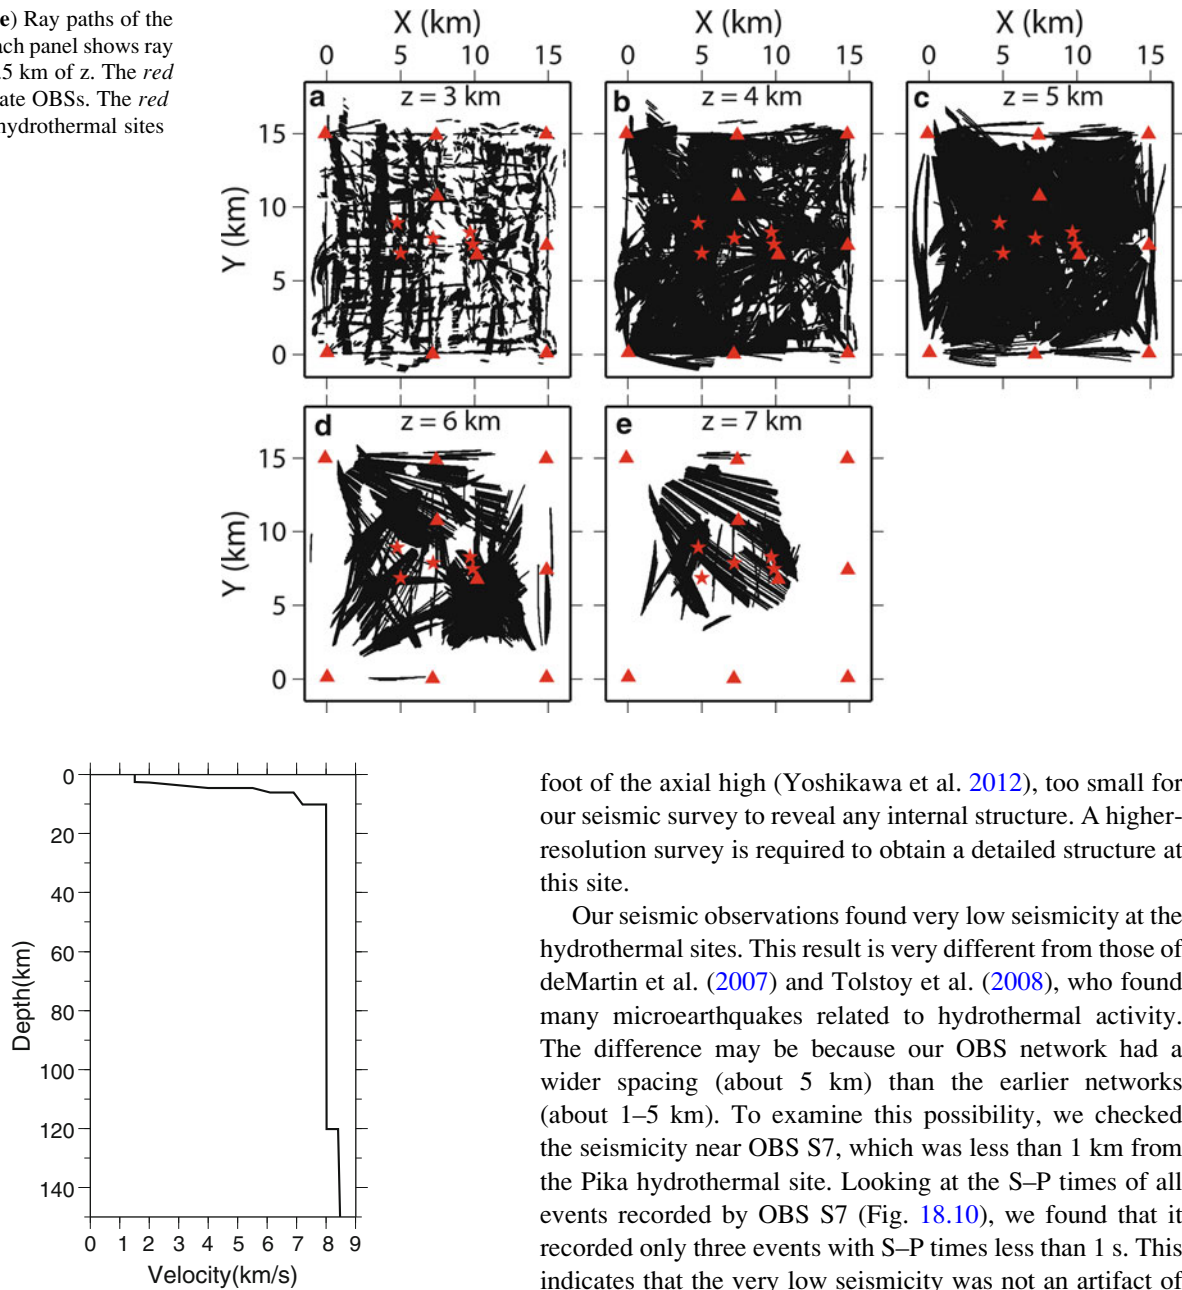 e) Ray paths of the
ach panel shows ray
.5 km of z. The red
ate OBSs. The red
hydrothermal sites
X (km) X (km) X (km)
0 5 10 15 0 5 10 15 0 5 10 15
a z = 3 km b z = 4 km c z = 5 km
15
10
5
0
Y (km)
d z = 6 km e z = 7 km
15
10
5
0
Y (km)
0
20
40
60
80
100
120
140
Depth(km)
0 1 2 3 4 5 6 7 8 9
Velocity(km/s)
foot of the axial high (Yoshikawa et al. 2012), too small for
our seismic survey to reveal any internal structure. A higher-
resolution survey is required to obtain a detailed structure at
this site.
Our seismic observations found very low seismicity at the
hydrothermal sites. This result is very different from those of
deMartin et al. (2007) and Tolstoy et al. (2008), who found
many microearthquakes related to hydrothermal activity.
The difference may be because our OBS network had a
wider spacing (about 5 km) than the earlier networks
(about 1–5 km). To examine this possibility, we checked
the seismicity near OBS S7, which was less than 1 km from
the Pika hydrothermal site. Looking at the S–P times of all
events recorded by OBS S7 (Fig. 18.10), we found that it
recorded only three events with S–P times less than 1 s. This
indicates that the very low seismicity was not an artifact of